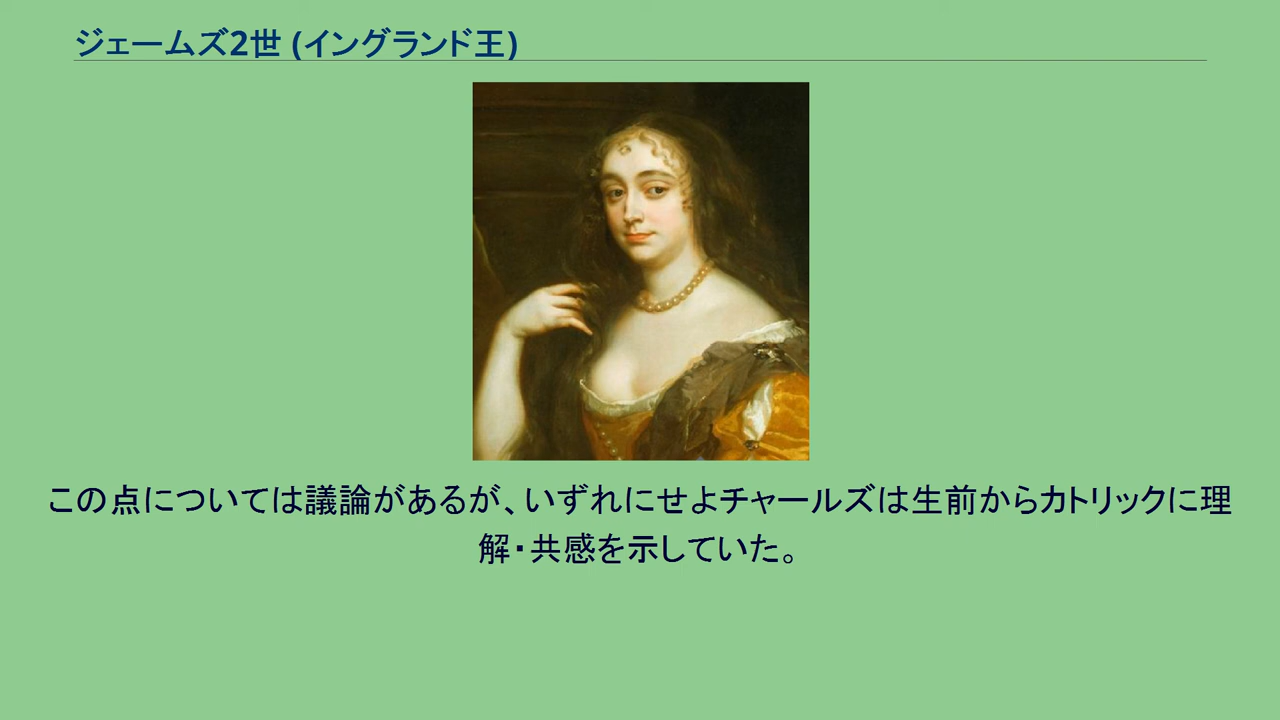 ジェームズ2世 (イングランド王)
この点については議論があるが、いずれにせよチャールズは生前からカトリックに理
解・共感を示していた。